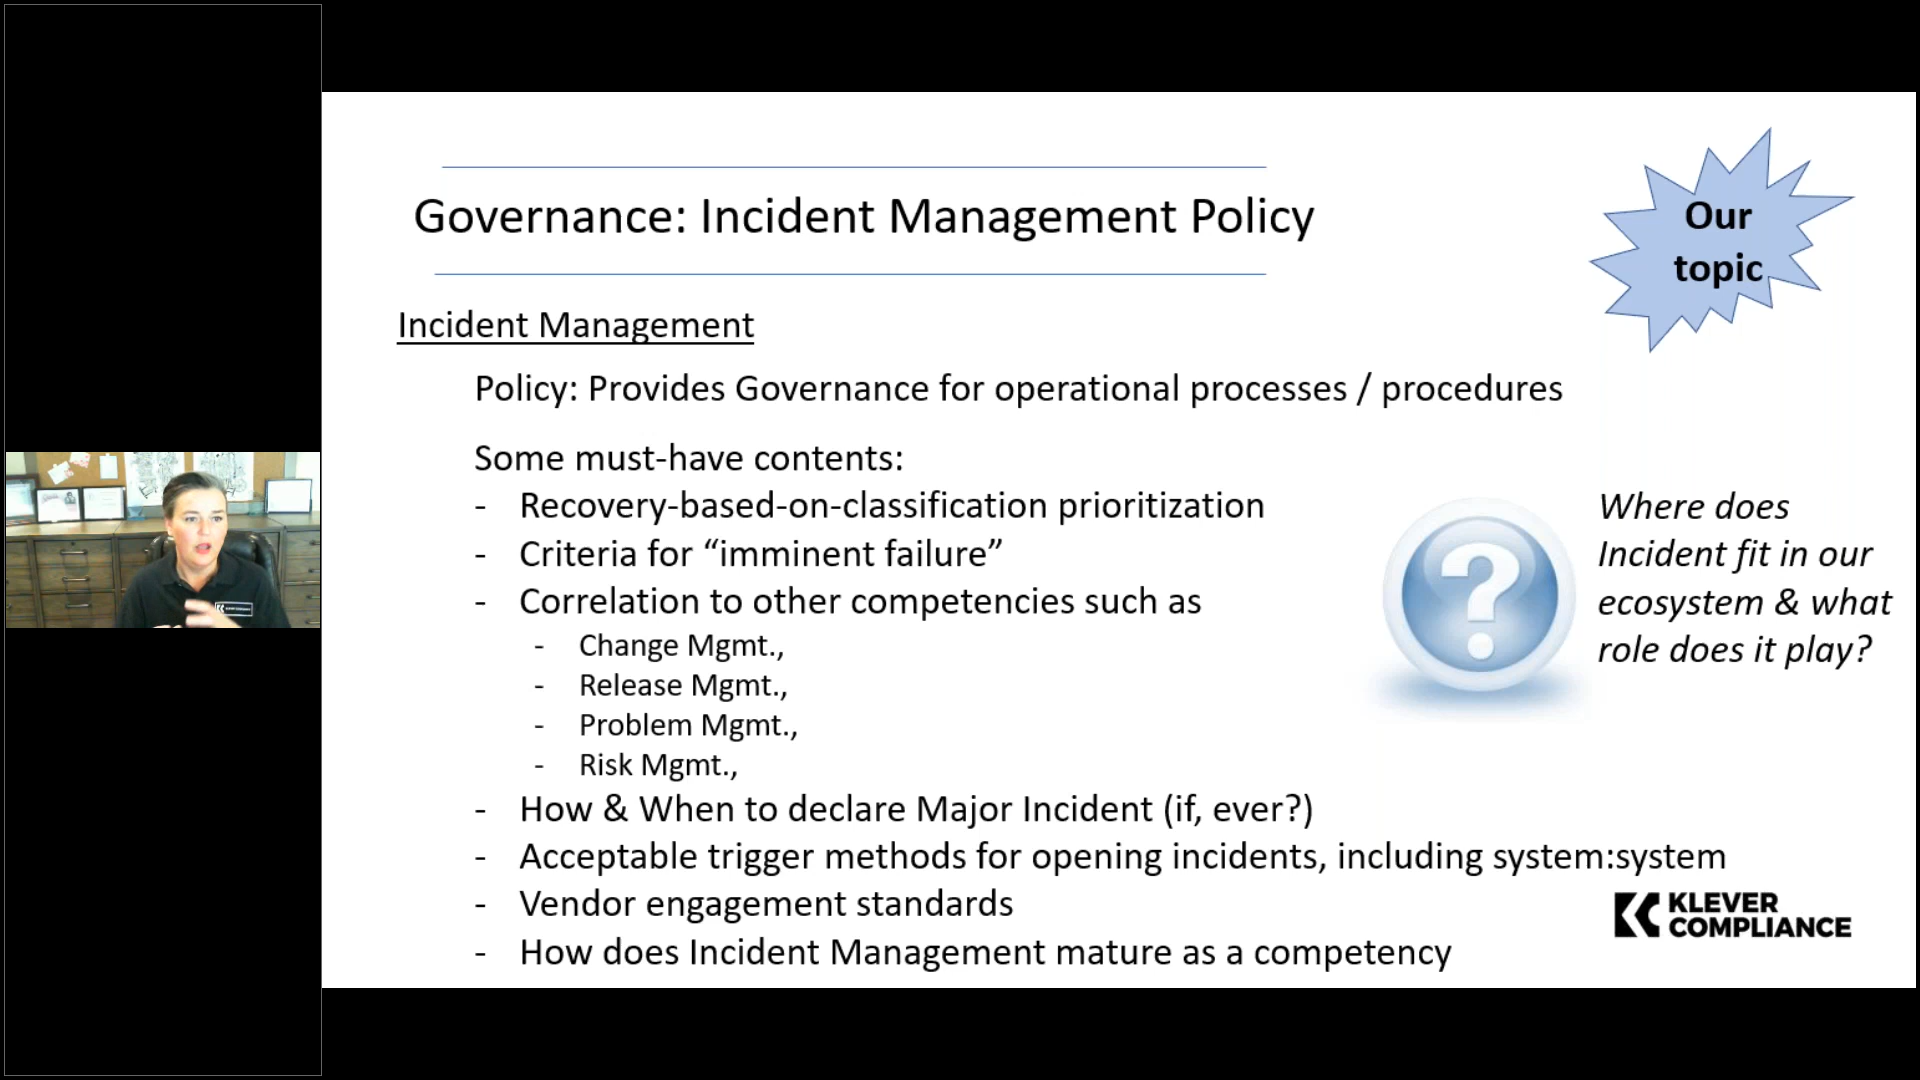 Our
topic
Governance: Incident Management Policy
Incident Management
Policy: Provides Governance for operational processes / procedures
Some must-have contents:
- Recovery-based-on-classification prioritization
- Criteria for “imminent failure”
- Correlation to other competencies such as
- Change Mgmt.,
- Release Mgmt.,
- Problem Mgmt.,
- Risk Mgmt.,
- How & When to declare Major Incident (if, ever?)
- Acceptable trigger methods for opening incidents, including system:system
- Vendor engagement standards
- How does Incident Management mature as a competency
?
Where does
Incident fit in our
ecosystem & what
role does it play?
KLEVER
COMPLIANCE